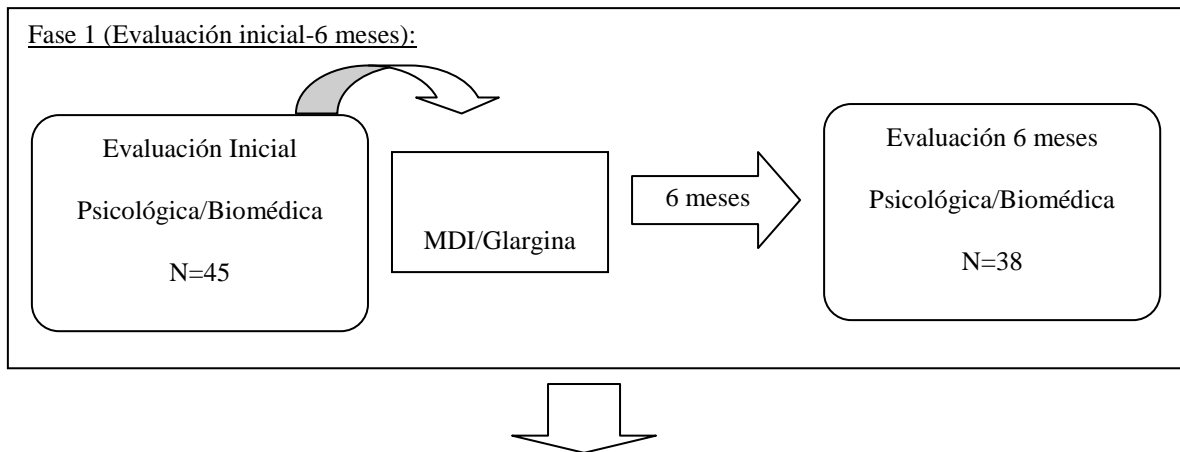 Fase 1 (Evaluación inicial-6 meses):
Evaluación Inicial
Psicológica/Biomédica
N=45
MDI/Glargina
6 meses
Evaluación 6 meses
Psicológica/Biomédica
N=38